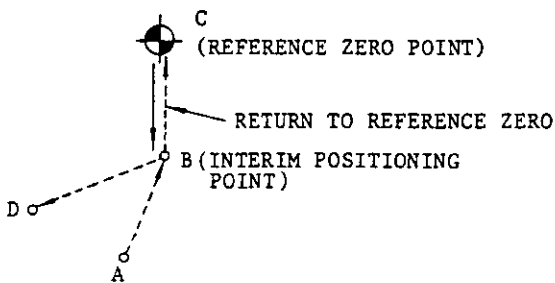 C
(REFERENCE ZERO POINT)
RETURN TO REFERENCE ZERO
B (INTERIM POSITIONING
POINT)
D
A